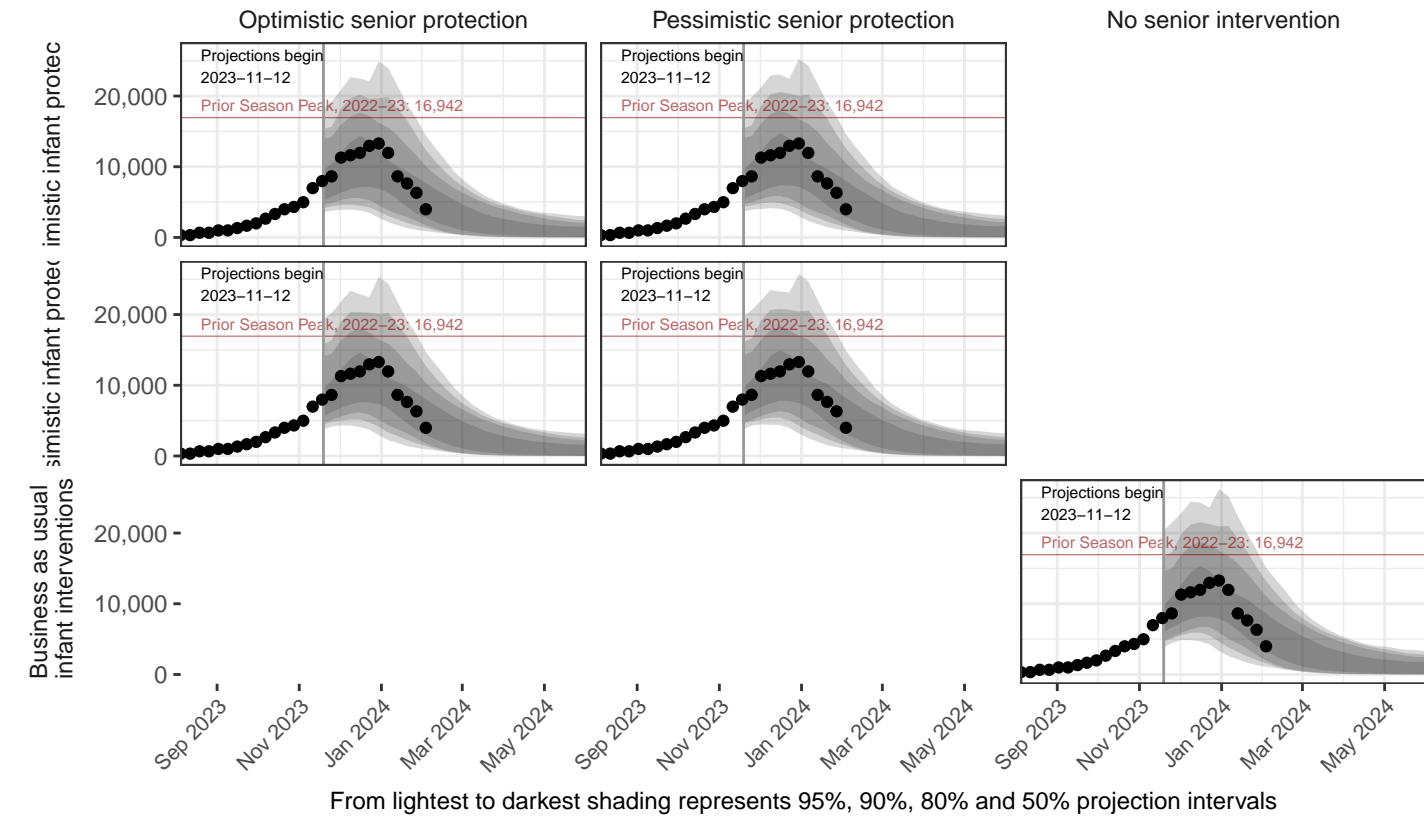 Optimistic senior protection
Pessimistic senior protection
No senior intervention
imistic infant protec
20,000
10,000
0
Projections begin
2023−11−12
Prior Season Peak, 2022−23: 16,942
Projections begin
2023−11−12
Prior Season Peak, 2022−23: 16,942
simistic infant protec
20,000
10,000
0
Projections begin
2023−11−12
Prior Season Peak, 2022−23: 16,942
Projections begin
2023−11−12
Prior Season Peak, 2022−23: 16,942
Business as usual
infant interventions
20,000
10,000
0
Projections begin
2023−11−12
Prior Season Peak, 2022−23: 16,942
Sep 2023
Nov 2023
Jan 2024
Mar 2024
May 2024
Sep 2023
Nov 2023
Jan 2024
Mar 2024
May 2024
Sep 2023
Nov 2023
Jan 2024
Mar 2024
May 2024
From lightest to darkest shading represents 95%, 90%, 80% and 50% projection intervals